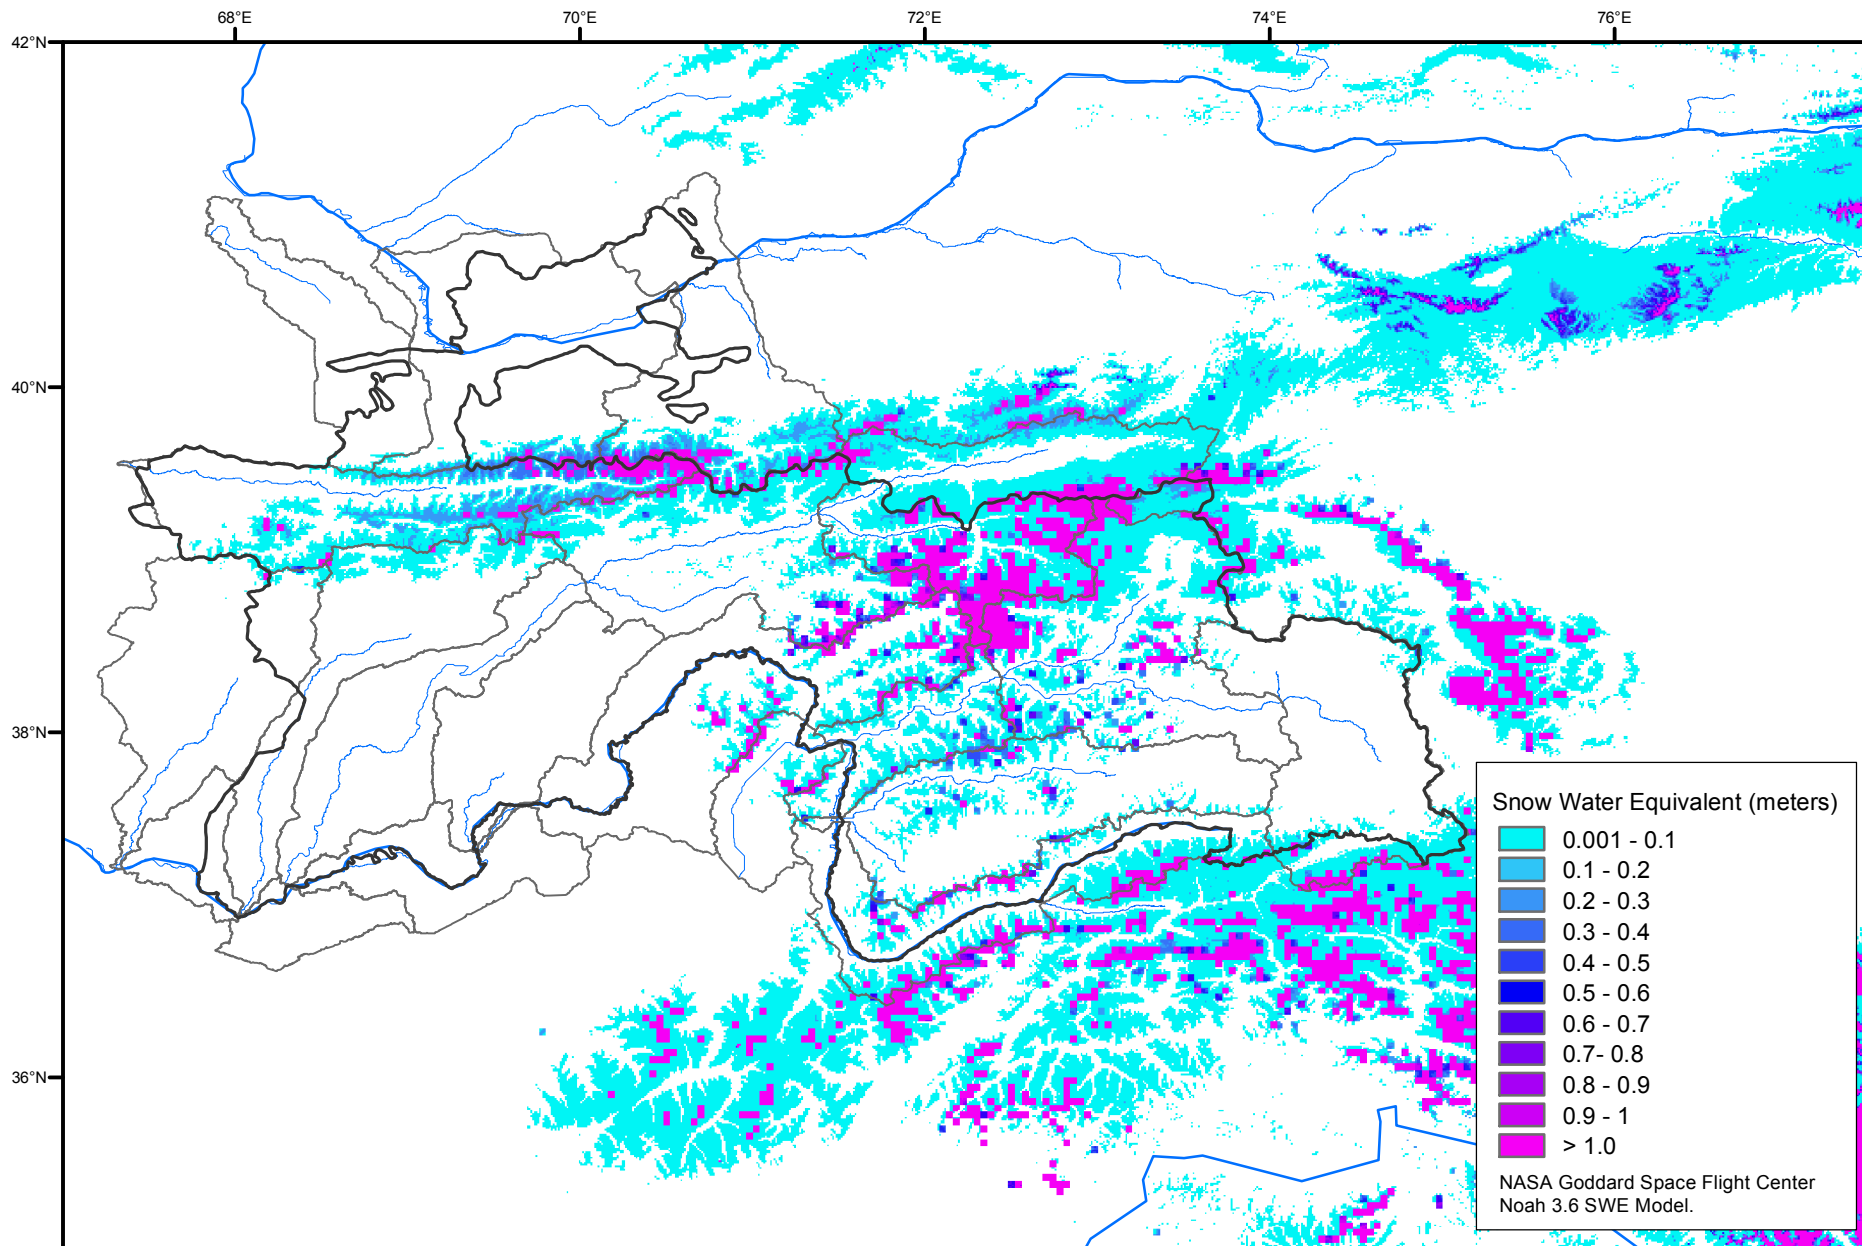 68°E
70°E
72°E
74°E
76°E
42°N
40°N
38°N
36°N
Snow Water Equivalent (meters)
0.001 - 0.1
0.1 - 0.2
0.2 - 0.3
0.3 - 0.4
0.4 - 0.5
0.5 - 0.6
0.6 - 0.7
0.7- 0.8
0.8 - 0.9
0.9 - 1
> 1.0
NASA Goddard Space Flight Center
Noah 3.6 SWE Model.